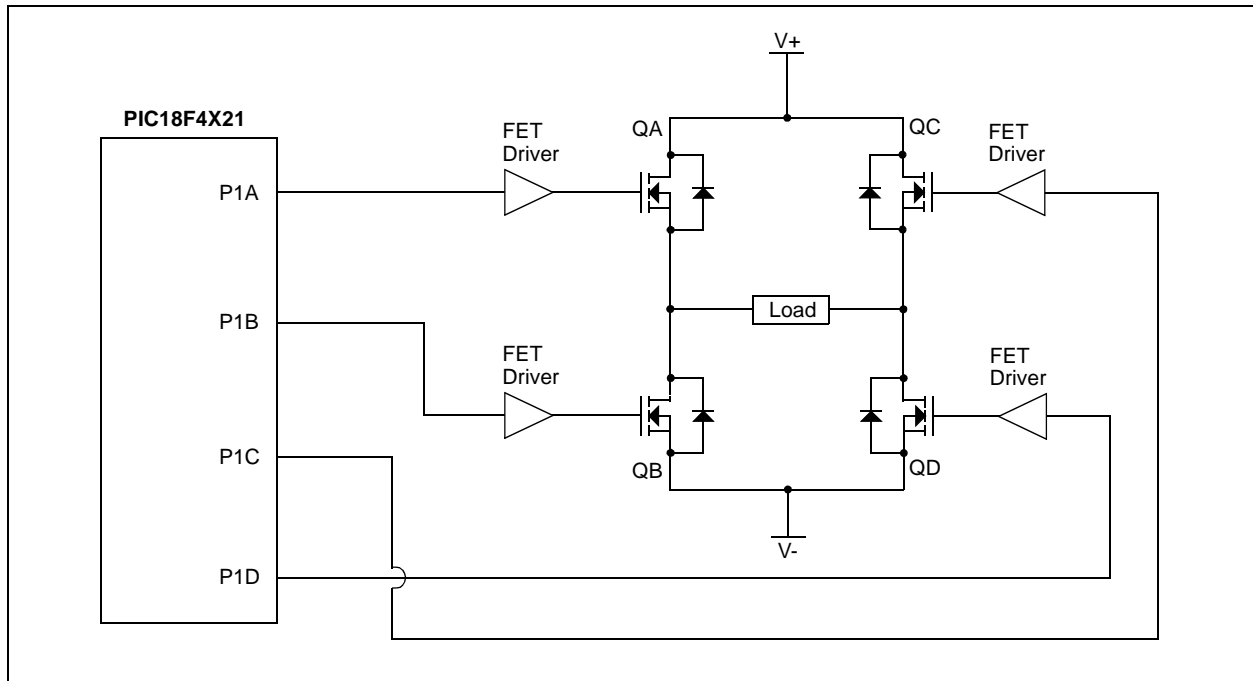 V+
PIC18F4X21
FET
Driver
QA
QC
FET
Driver
P1A
Load
P1B
FET
Driver
FET
Driver
P1C
QB
QD
V-
P1D